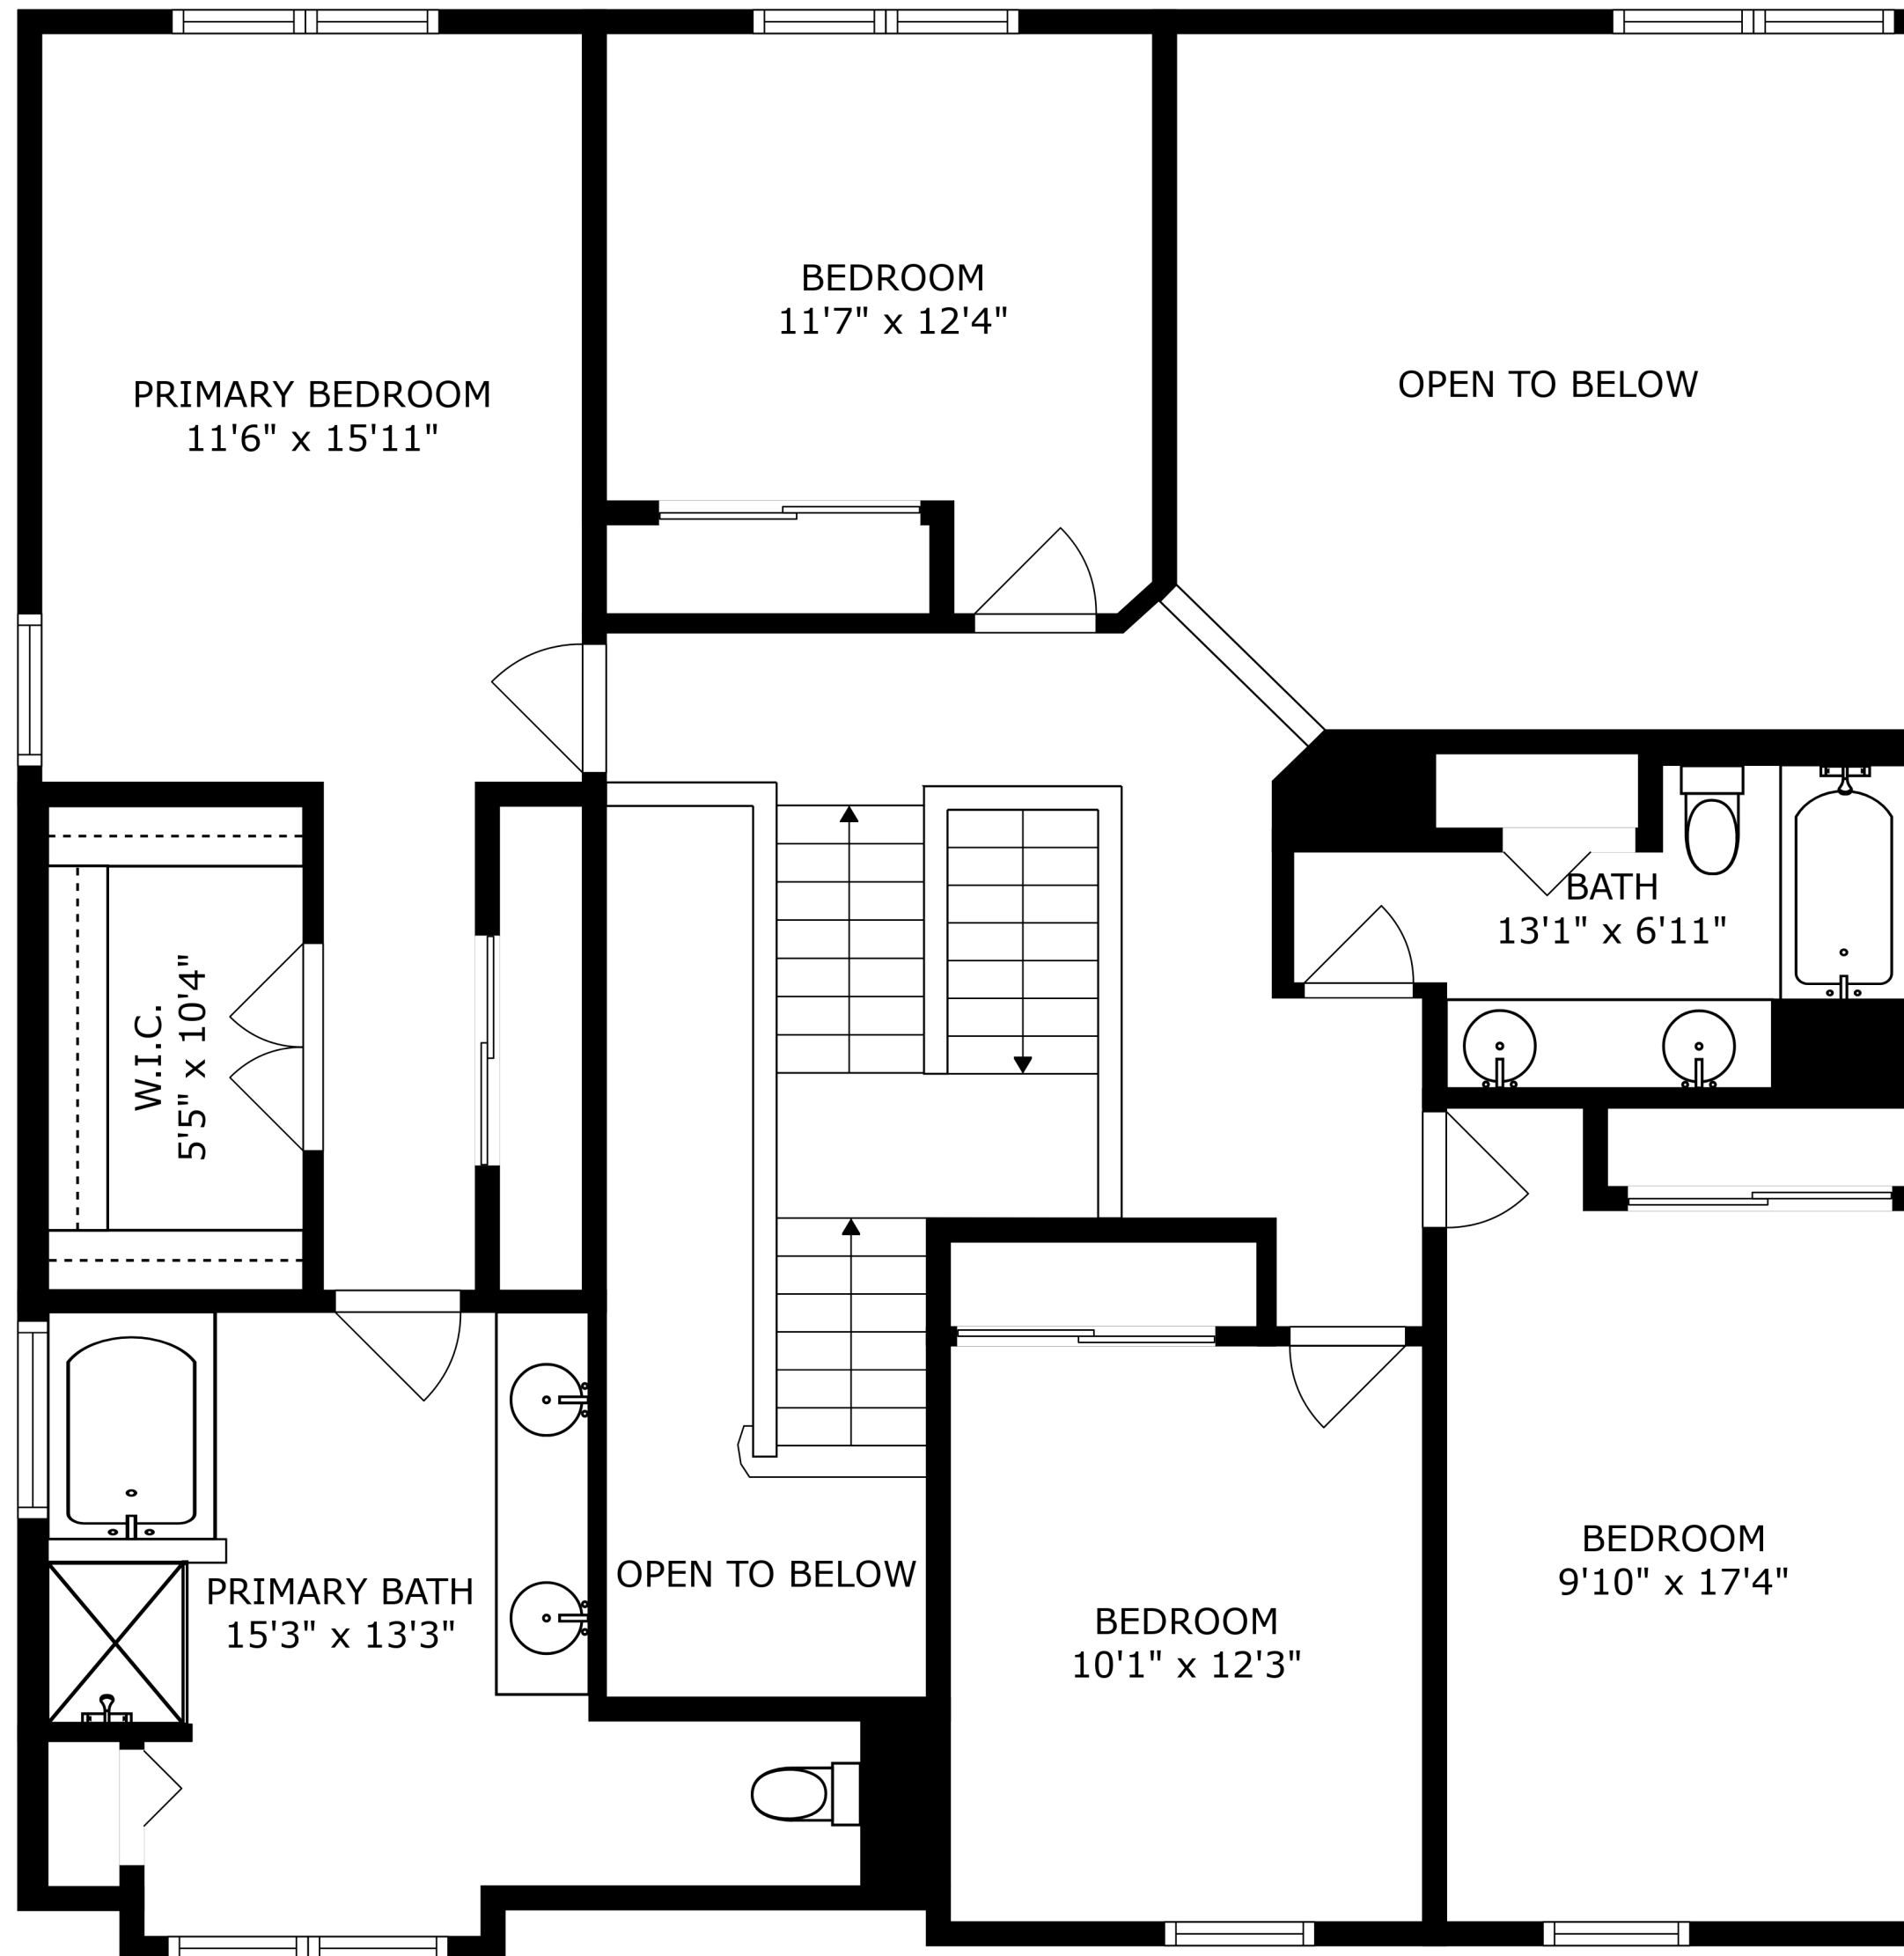 BEDROOM
11'7" x 12'4"
PRIMARY BEDROOM
11'6" x 15'11"
OPEN TO BELOW
BATH
13'1" x 6'11"
W.I.C.
5'5" x 10'4"
OPEN TO BELOW
PRIMARY BATH
15'3" x 13'3"
BEDROOM
10'1" x 12'3"
BEDROOM
9'10" x 17'4"